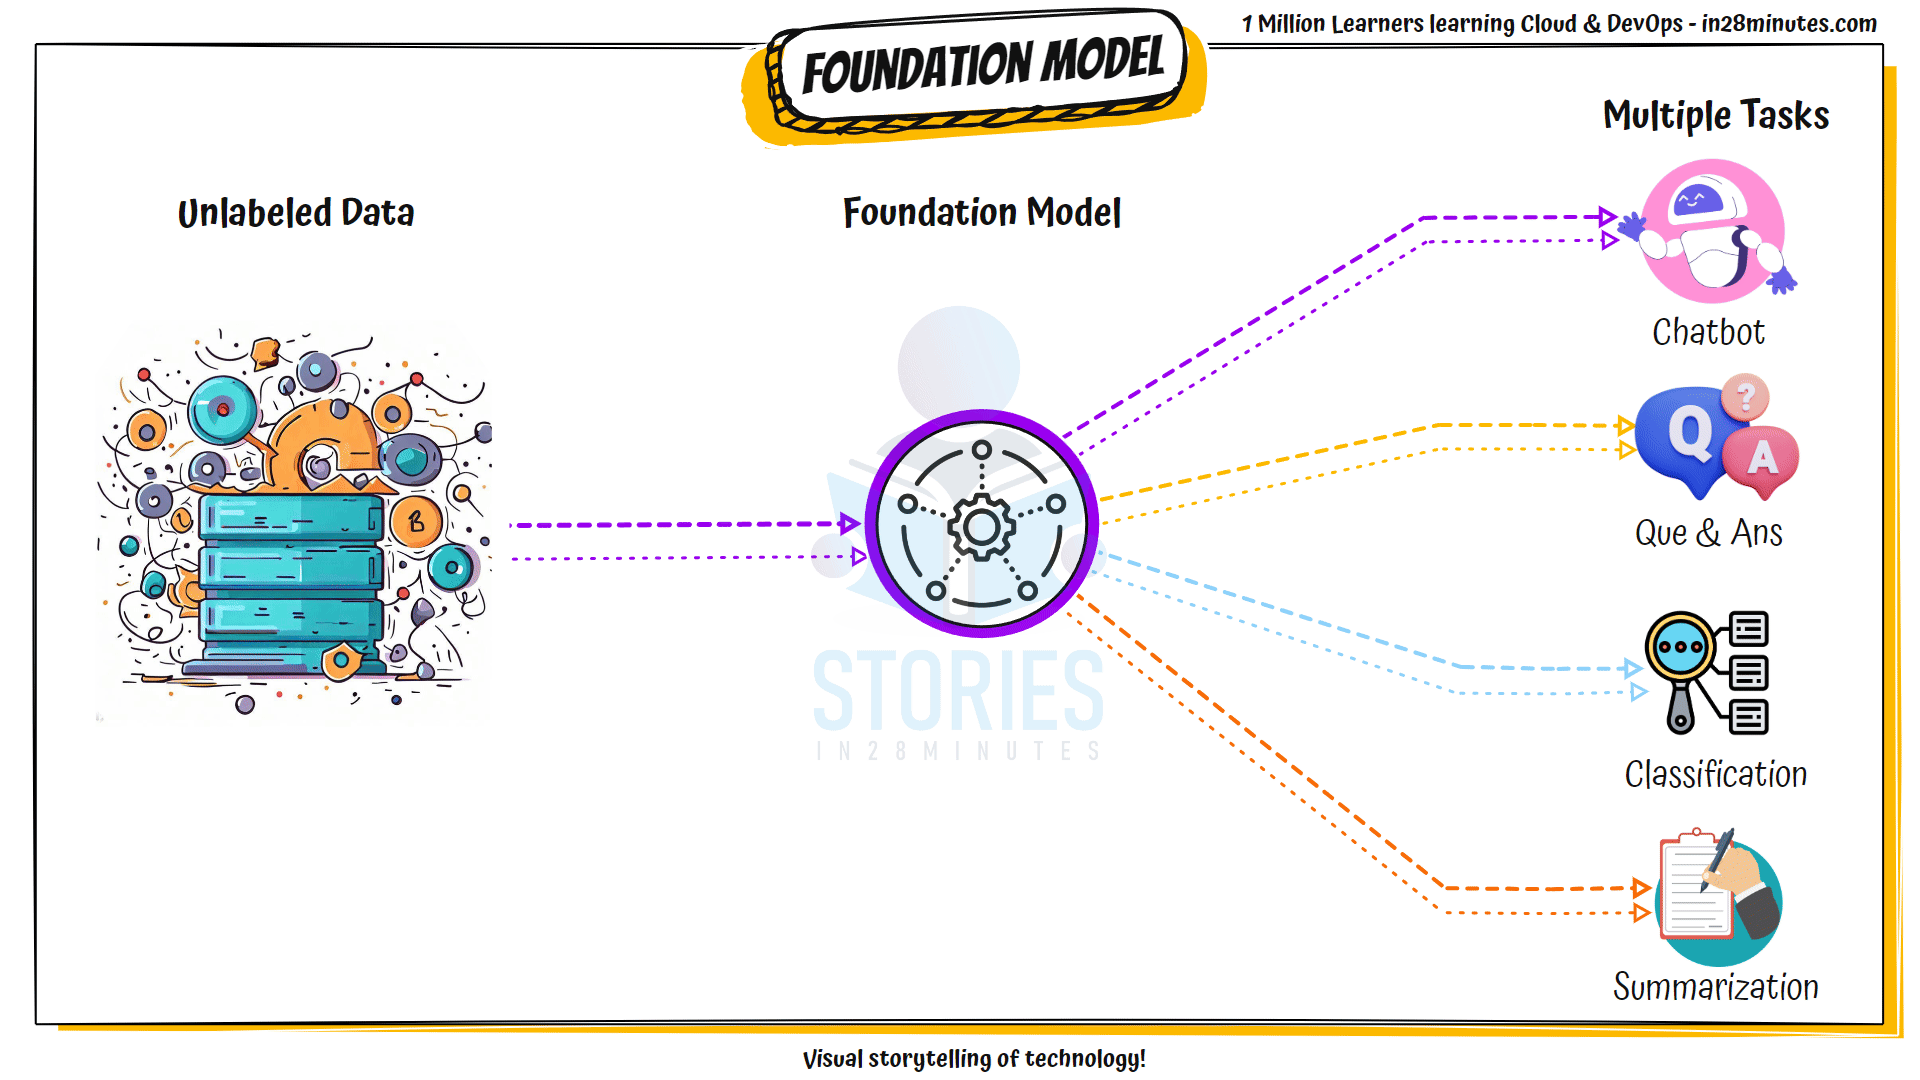 1 Million Learners learning Cloud & DevOps - in28minutes.com
FOUNDATION MODEL
Multiple Tasks
Unlabeled Data
Foundation Model
Chatbot
Q
?
A
Que & Ans
B
STORIES
IN28MINUTES
Classification
Summarization
Visual storytelling of technology!